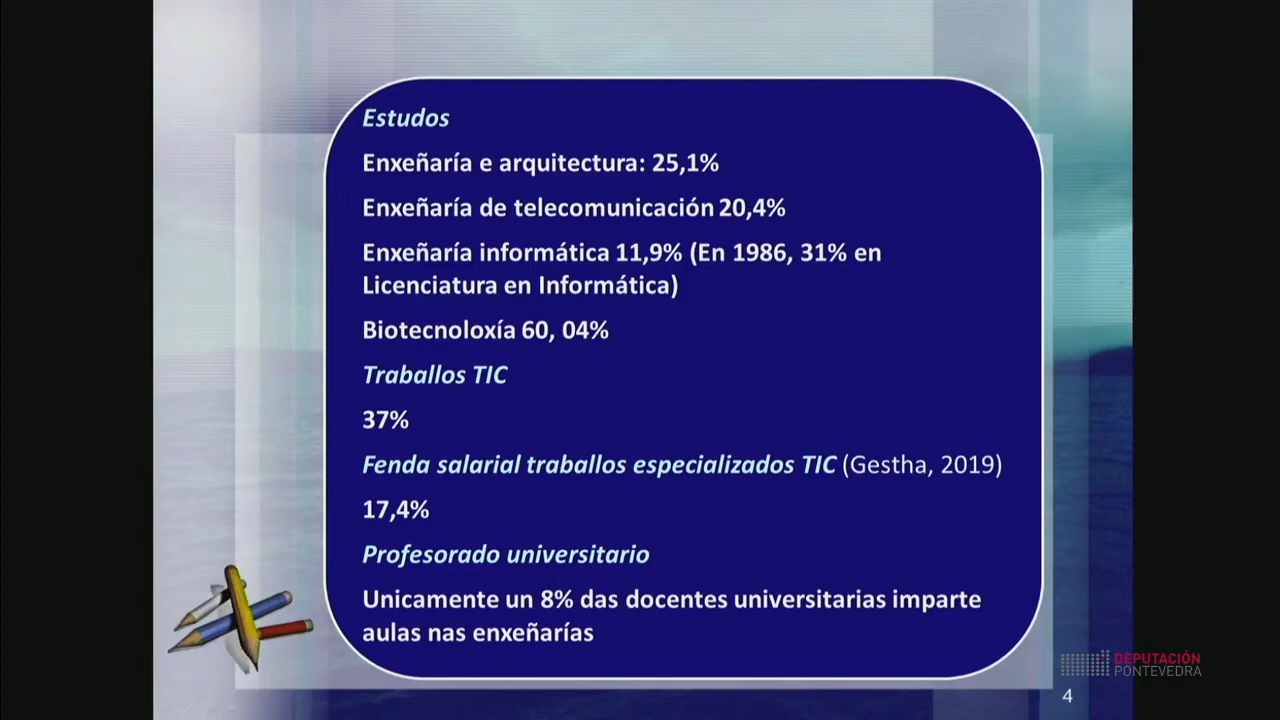 Estudos
Enxeñaría e arquitectura: 25,1%
Enxeñaría de telecomunicación 20,4%
Enxeñaría informática 11,9% (En 1986, 31% en
Licenciatura en Informática)
Biotecnoloxía 60, 04%
Traballos TIC
37%
Fenda salarial traballos especializados TIC (Gestha, 2019)
17,4%
Profesorado universitario
Unicamente un 8% das docentes universitarias imparte
aulas nas enxeñarías
DEPUTACIÓN
PONTEVEDRA
4